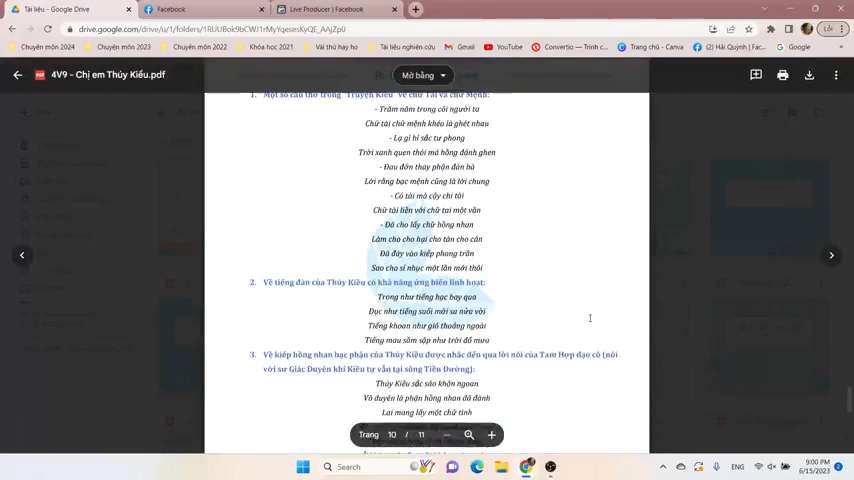 Tài liệu - Google Drive
Facebook
Live Producer | Facebook
drive.google.com/drive/u/1/folders/1RUUBok9bCWJ1rMyYqesesKyQE_AAjZp0
Lỗi
Chuyên môn 2024
Chuyên môn 2023
Chuyên môn 2022
Khóa học 2021
Vài thứ hay ho
Tài liệu nghiên cứu
Gmail
YouTube
Convertio — Trình c...
Trang chủ - Canva
(2) Hải Quỳnh | Fac...
Google
4V9 - Chị em Thúy Kiều.pdf
Mở bằng
1. Một số câu thơ trong "Truyện Kiều" về chữ Tài và chữ Mệnh:
- Trăm năm trong cõi người ta
Chữ tài chữ mệnh khéo là ghét nhau
- Lạ gì bỉ sắc tư phong
Trời xanh quen thói má hồng đánh ghen
- Đau đớn thay phận đàn bà
Lời rằng bạc mệnh cũng là lời chung
- Có tài mà cậy chi tài
Chữ tài liền với chữ tai một vần
- Đã cho lấy chữ hồng nhan
Làm cho cho hại cho tàn cho cân
Đã đày vào kiếp phong trần
Sao cho sỉ nhục một lần mới thôi
2. Về tiếng đàn của Thúy Kiều có khả năng ứng biến linh hoạt:
Trong như tiếng hạc bay qua
Đục như tiếng suối mới sa nửa vời
Tiếng khoan như gió thoảng ngoài
Tiếng mau sầm sập như trời đổ mưa
3. Về kiếp hồng nhan bạc phận của Thúy Kiều được nhắc đến qua lời nói của Tam Hợp đạo cô (nói
với sư Giác Duyên khi Kiều tự vẫn tại sông Tiền Đường):
Thúy Kiều sắc sảo khôn ngoan
Vô duyên là phận hồng nhan đã đành
Lại mang lấy một chữ tình
Trang 10 / 11
Search
ENG
9:00 PM
6/15/2023